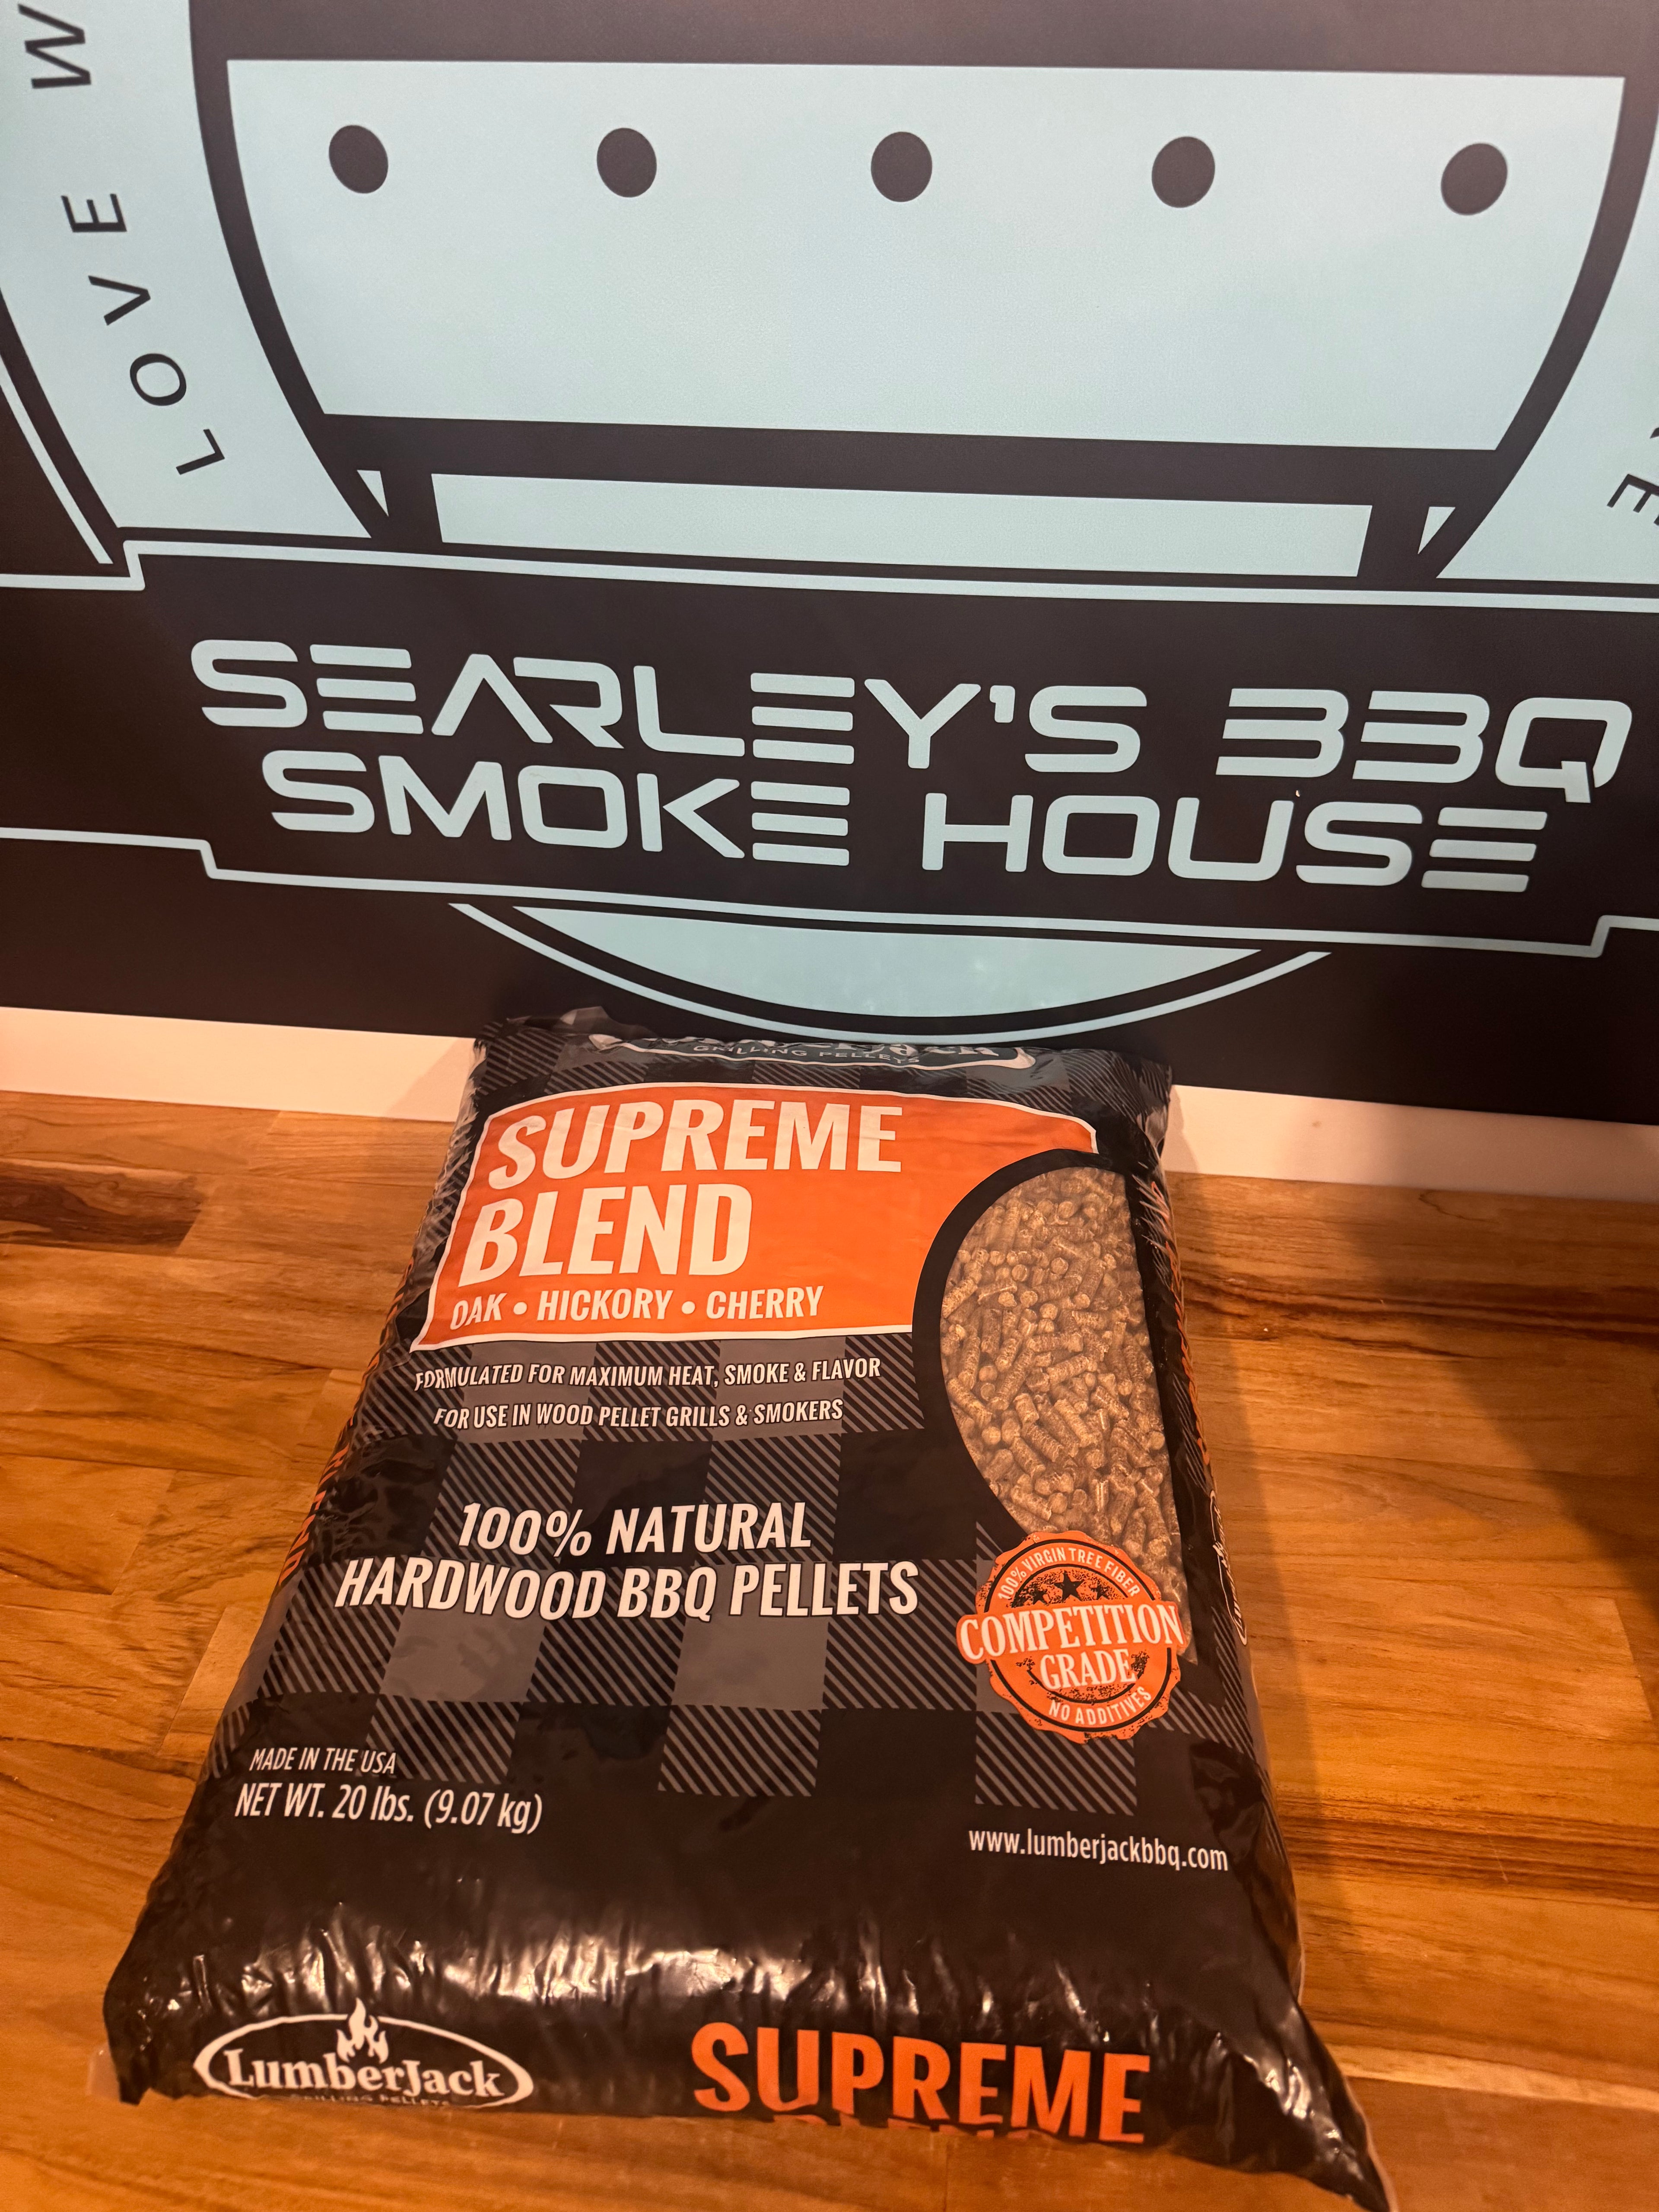 LOVE W
E
SEARLEY'S BBQ
SMOKE HOUSE
GRILLING PELLETS
SUPREME
BLEND
OAK • HICKORY • CHERRY
FORMULATED FOR MAXIMUM HEAT, SMOKE & FLAVOR
FOR USE IN WOOD PELLET GRILLS & SMOKERS
100% NATURAL
HARDWOOD BBQ PELLETS
100% VIRGIN TREE FIBER
COMPETITION
GRADE
NO ADDITIVES
MADE IN THE USA
NET WT. 20 lbs. (9.07 kg)
www.lumberjackbbq.com
LumberJack
GRILLING PELLETS
SUPREME